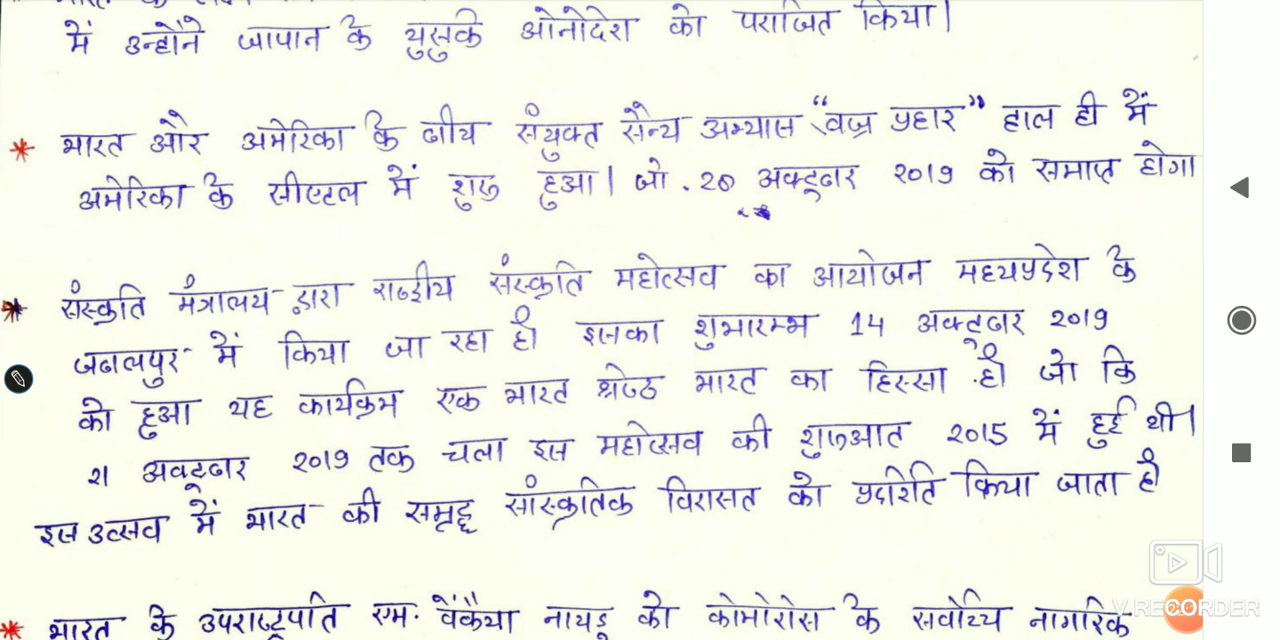 में उन्होंने जापान के युसुके ओनोदेरा को पराजित किया।
* भारत और अमेरिका के बीच संयुक्त सैन्य अभ्यास “वज्र प्रहार” हाल ही में
अमेरिका के सीएटल में शुरू हुआ। जो . 28 अक्टूबर 2019 को समाप्त होगा
* संस्कृति मंत्रालय द्वारा राष्ट्रीय संस्कृति महोत्सव का आयोजन मध्यप्रदेश के
जबलपुर में किया जा रहा है। इसका शुभारम्भ 14 अक्टूबर 2019
को हुआ यह कार्यक्रम एक भारत श्रेष्ठ भारत का हिस्सा है जो कि
21 अक्टूबर 2019 तक चला इस महोत्सव की शुरुआत 2015 में हुई थी।
इस उत्सव में भारत की समृद्ध सांस्कृतिक विरासत को प्रदर्शित किया जाता है
* भारत के उपराष्ट्रपति एम. वेंकैया नायडू को कोमोरोस के सर्वोच्च नागरिक
V RECORDER